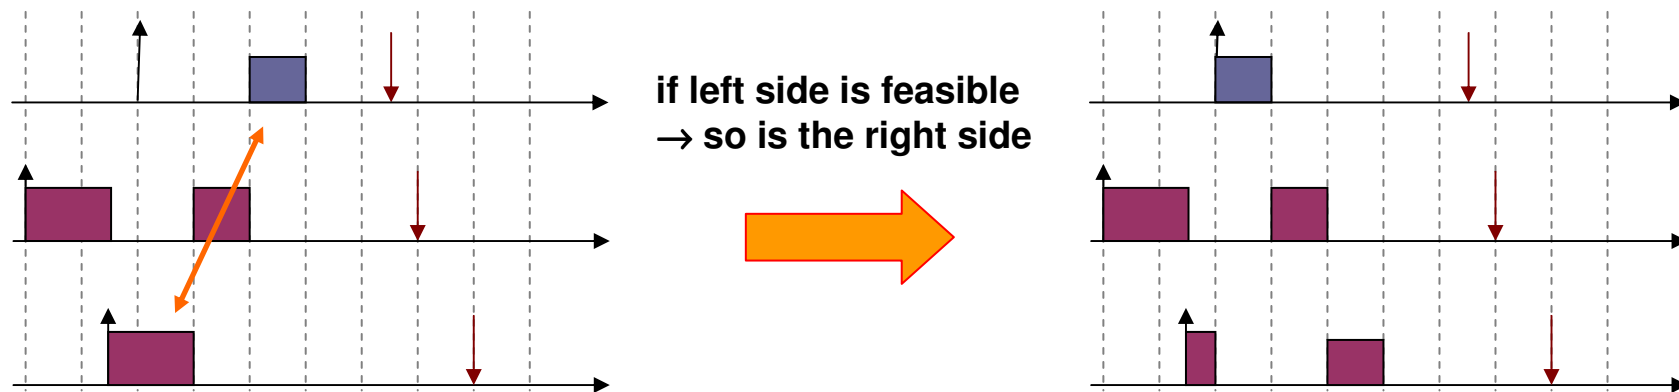 if left side is feasible
→ so is the right side